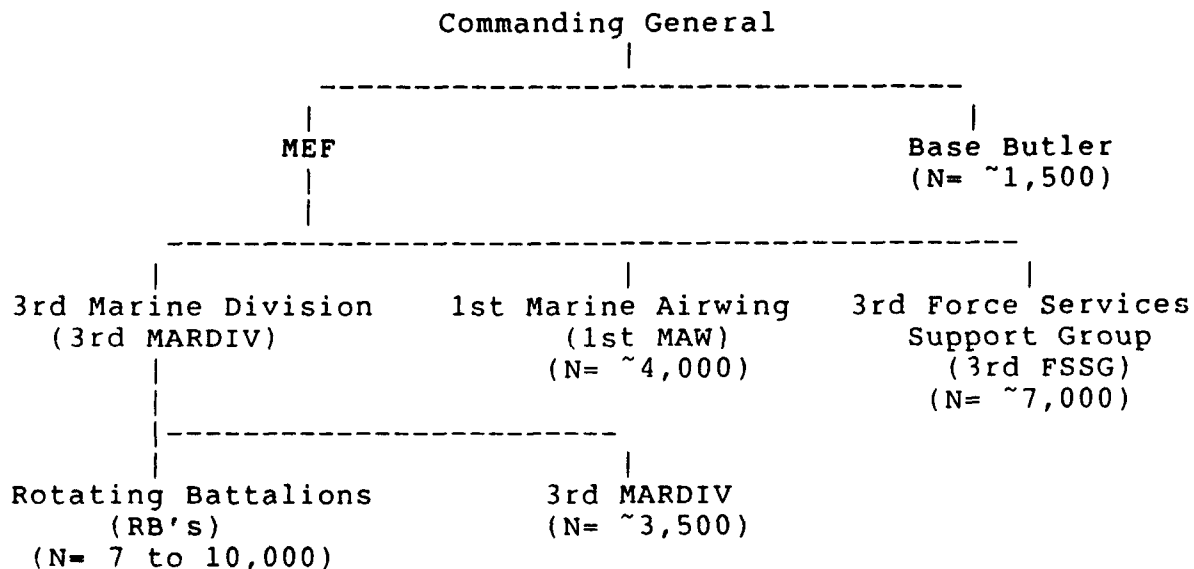 Commanding General
MEF
Base Butler
(N= ~1,500)
3rd Marine Division
(3rd MARDIV)
1st Marine Airwing
(1st MAW)
(N= ~4,000)
3rd Force Services
Support Group
(3rd FSSG)
(N= ~7,000)
Rotating Battalions
(RB's)
(N= 7 to 10,000)
3rd MARDIV
(N= ~3,500)